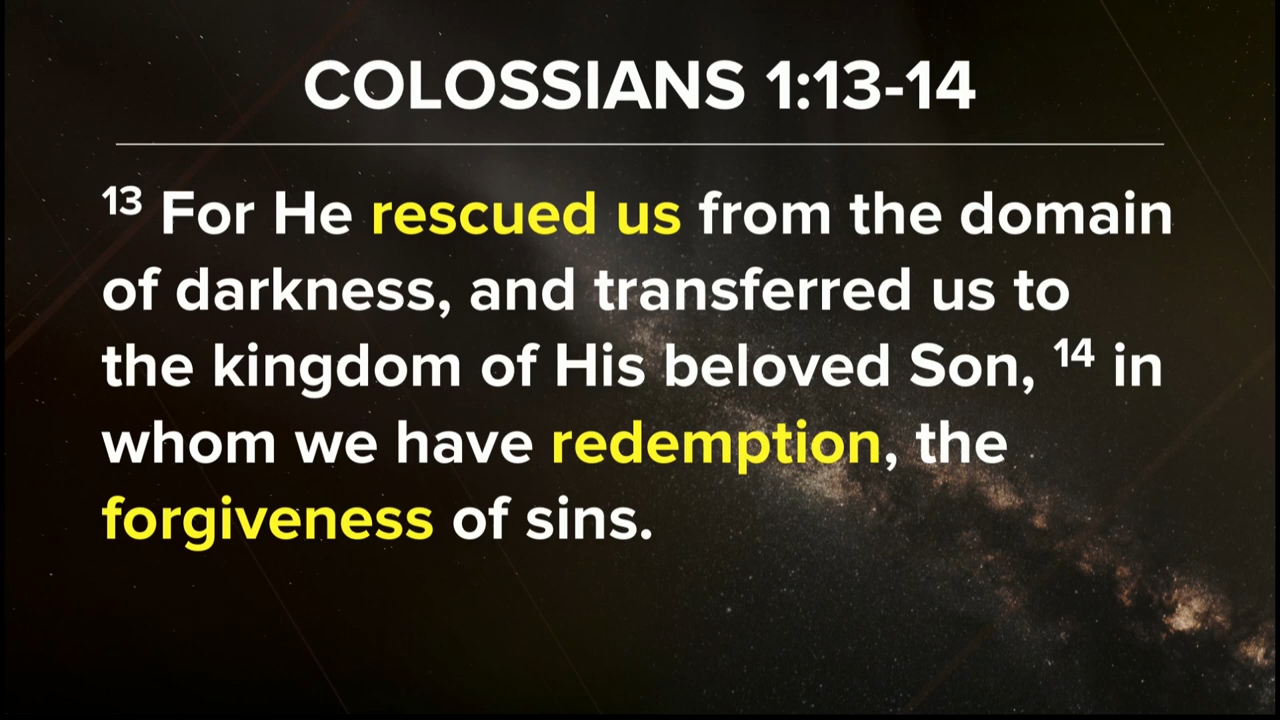 COLOSSIANS 1:13-14
13 For He rescued us from the domain
of darkness, and transferred us to
the kingdom of His beloved Son, 14 in
whom we have redemption, the
forgiveness of sins.